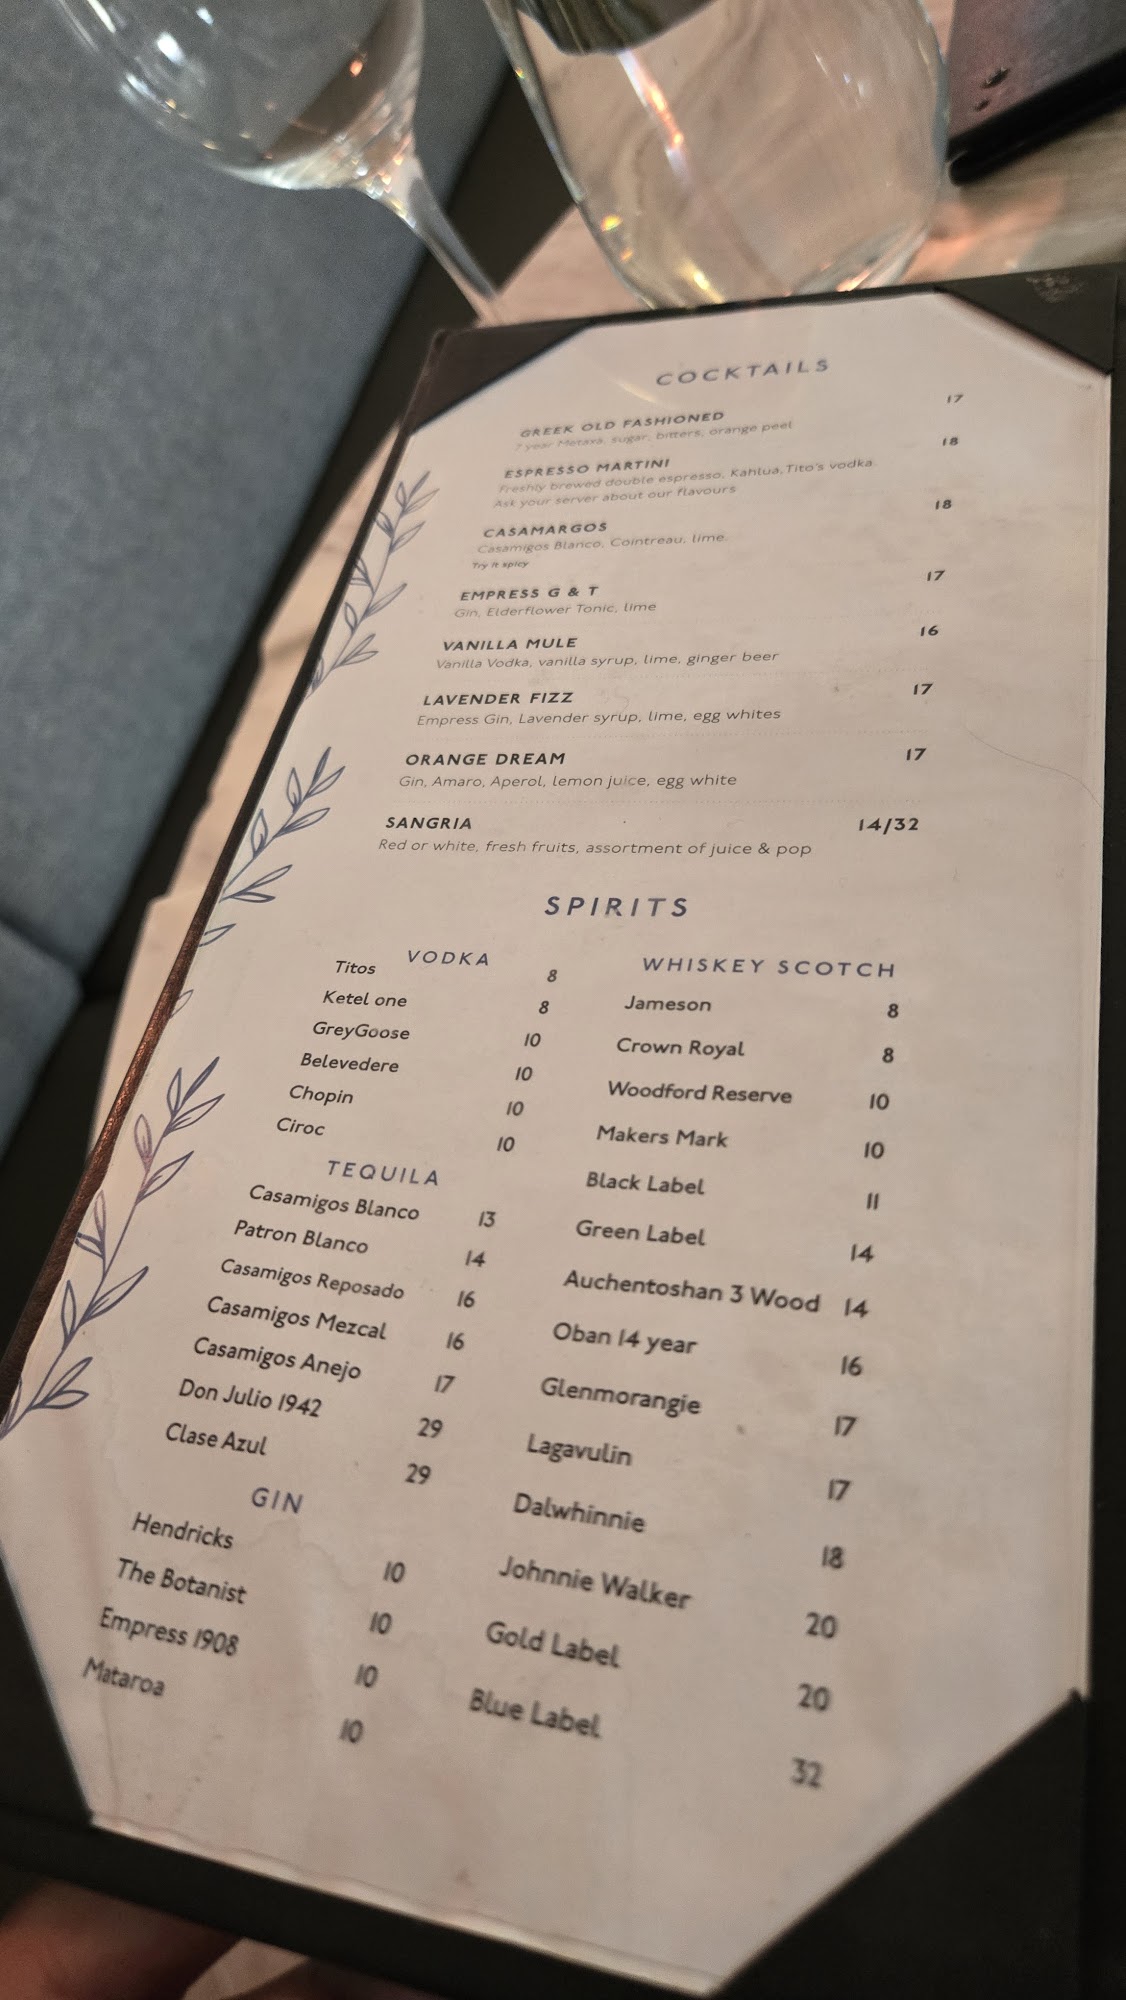 COCKTAILS
GREEK OLD FASHIONED 17
7 year Metaxa, sugar, bitters, orange peel
ESPRESSO MARTINI 18
Freshly brewed double espresso, Kahlua, Tito's vodka
Ask your server about our flavours
CASAMARGOS 18
Casamigos Blanco, Cointreau, lime
Try it spicy
EMPRESS G & T 17
Gin, Elderflower Tonic, lime
VANILLA MULE 16
Vanilla Vodka, vanilla syrup, lime, ginger beer
LAVENDER FIZZ 17
Empress Gin, Lavender syrup, lime, egg whites
ORANGE DREAM 17
Gin, Amaro, Aperol, lemon juice, egg white
SANGRIA 14/32
Red or white, fresh fruits, assortment of juice & pop
SPIRITS
VODKA
Titos 8
Ketel one 8
GreyGoose 10
Belevedere 10
Chopin 10
Ciroc 10
TEQUILA
Casamigos Blanco 13
Patron Blanco 14
Casamigos Reposado 16
Casamigos Mezcal 16
Casamigos Anejo 17
Don Julio 1942 29
Clase Azul 29
GIN
Hendricks 10
The Botanist 10
Empress 1908 10
Mataroa 10
WHISKEY SCOTCH
Jameson 8
Crown Royal 8
Woodford Reserve 10
Makers Mark 10
Black Label 11
Green Label 14
Auchentoshan 3 Wood 14
Oban 14 year 16
Glenmorangie 17
Lagavulin 17
Dalwhinnie 18
Johnnie Walker 20
Gold Label 20
Blue Label 32